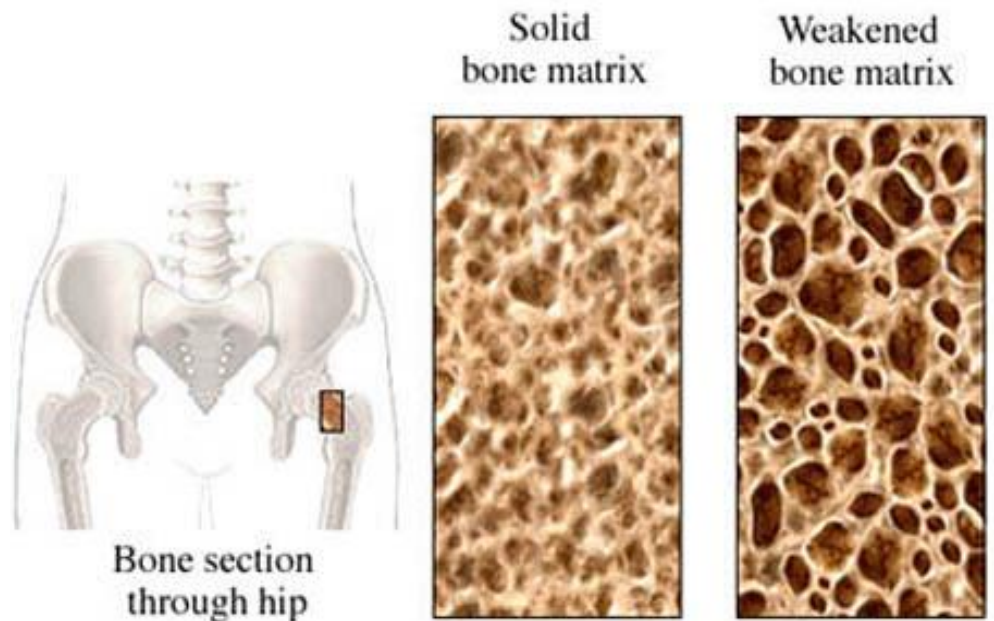 Solid
bone matrix
Weakened
bone matrix
Bone section
through hip